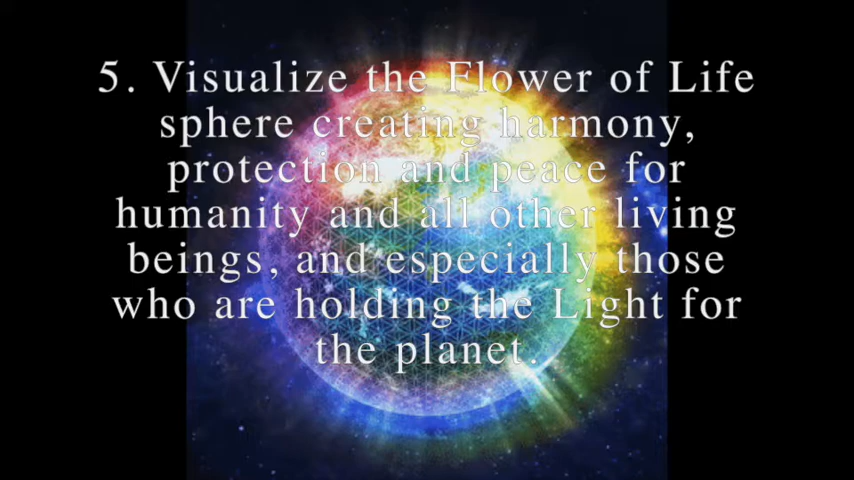 5. Visualize the Flower of Life
sphere creating harmony,
protection and peace for
humanity and all other living
beings, and especially those
who are holding the Light for
the planet.